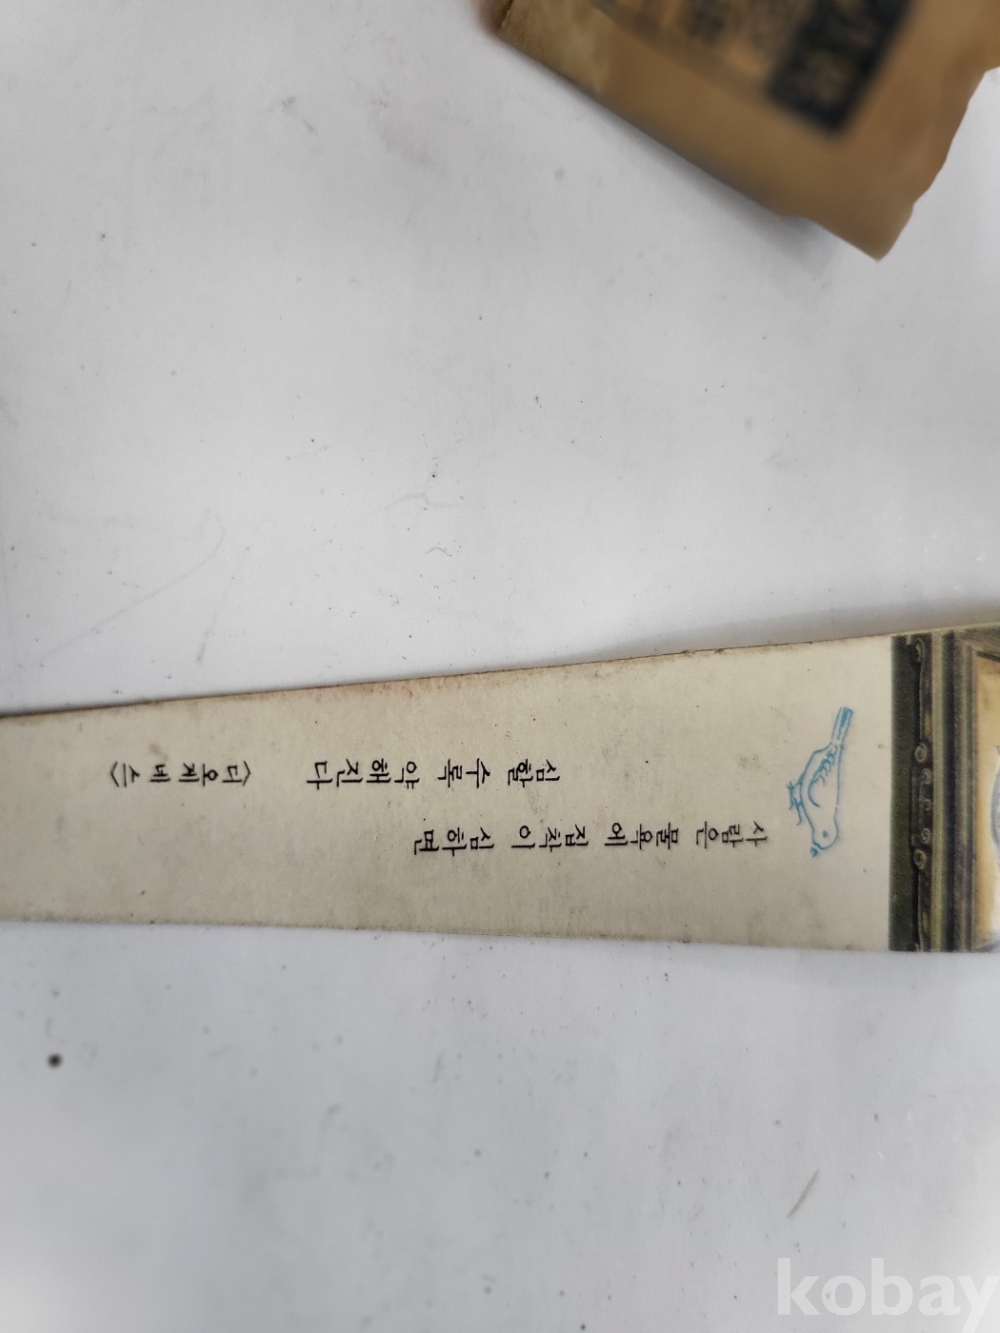 사람은 물욕에 집착이 심하면
심할 수록 약해진다
<디오게네스>
kobay